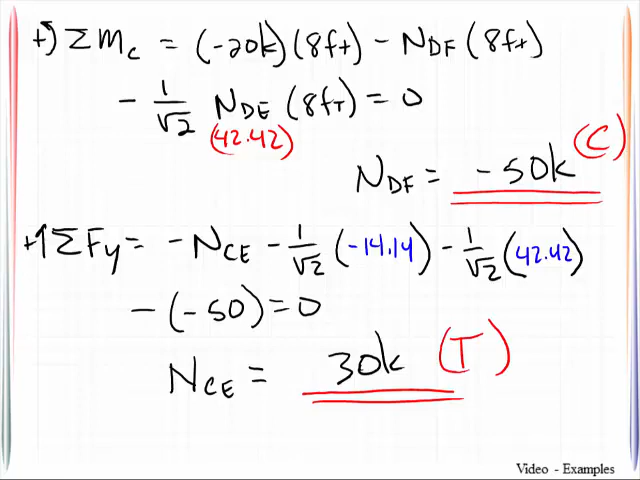 +↺ ΣMc = (-20k)(8ft) - NDF (8ft)
- 1/√2 NDE (8ft) = 0
(42.42)
NDF = -50k (C)
+↑ ΣFy = - NCE - 1/√2 (-14.14) - 1/√2 (42.42)
- (-50) = 0
NCE = 30k (T)
Video - Examples